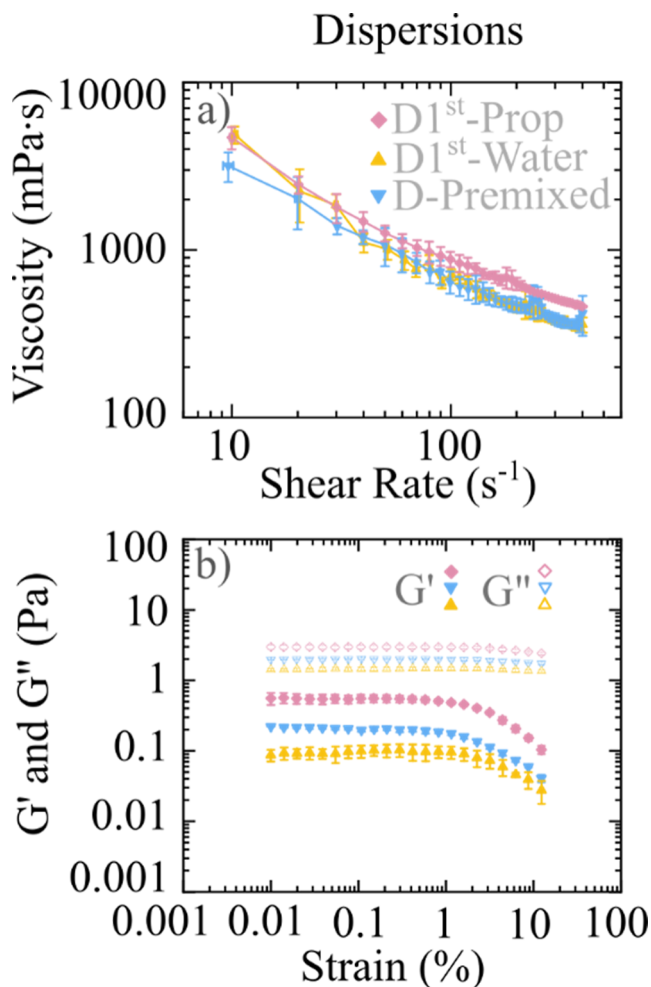 Dispersions
a)
D1st-Prop
D1st-Water
D-Premixed
Viscosity (mPa·s)
10000
1000
100
10
100
Shear Rate (s-1)
b)
G' G"
G' and G" (Pa)
100
10
1
0.1
0.01
0.001
0.001 0.01 0.1 1 10 100
Strain (%)